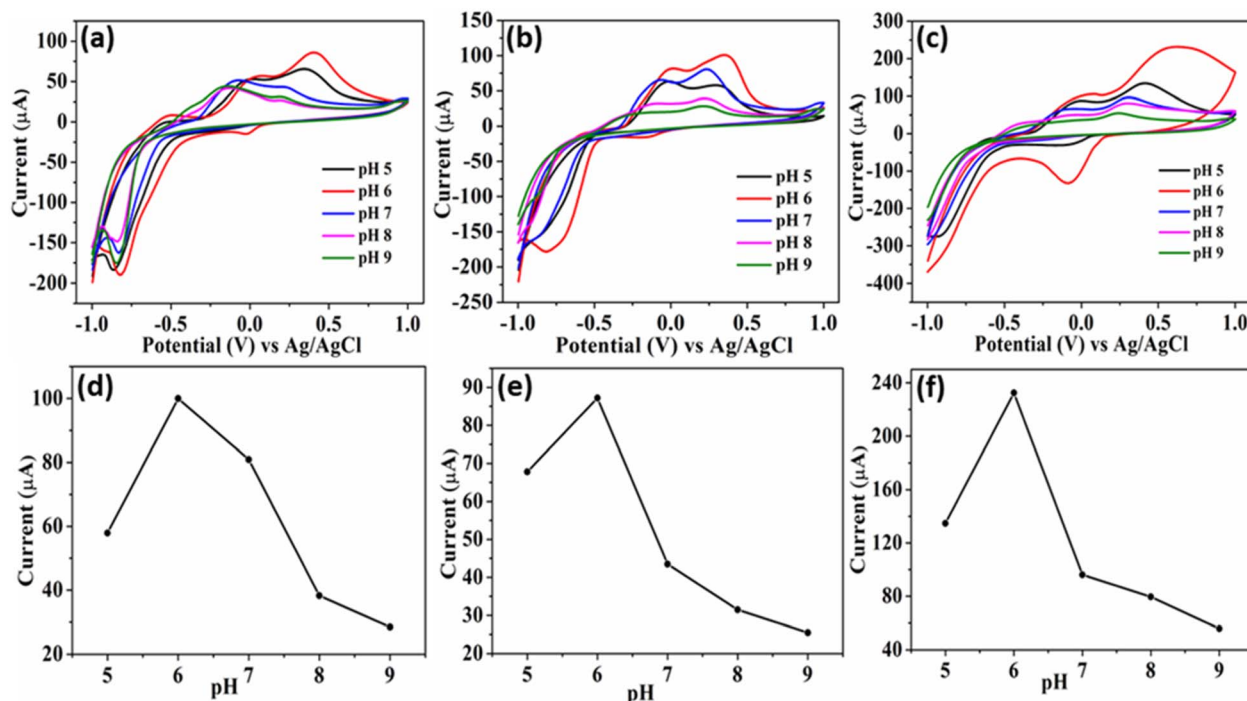 (a)
100
50
0
-50
-100
-150
-200
Current (µA)
pH 5
pH 6
pH 7
pH 8
pH 9
-1.0 -0.5 0.0 0.5 1.0
Potential (V) vs Ag/AgCl
(b)
150
100
50
0
-50
-100
-150
-200
-250
Current (µA)
pH 5
pH 6
pH 7
pH 8
pH 9
-1.0 -0.5 0.0 0.5 1.0
Potential (V) vs Ag/AgCl
(c)
300
200
100
0
-100
-200
-300
-400
Current (µA)
pH 5
pH 6
pH 7
pH 8
pH 9
-1.0 -0.5 0.0 0.5 1.0
Potential (V) vs Ag/AgCl
(d)
100
80
60
40
20
Current (µA)
5 6 7 8 9
pH
(e)
90
80
70
60
50
40
30
20
Current (µA)
5 6 7 8 9
pH
(f)
240
200
160
120
80
40
Current (µA)
5 6 7 8 9
pH